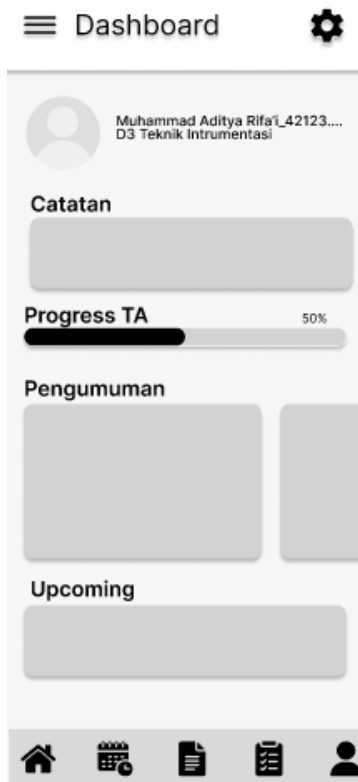 Dashboard
Muhammad Aditya Rifa'i_42123....
D3 Teknik Intrumentasi
Catatan
Progress TA
50%
Pengumuman
Upcoming